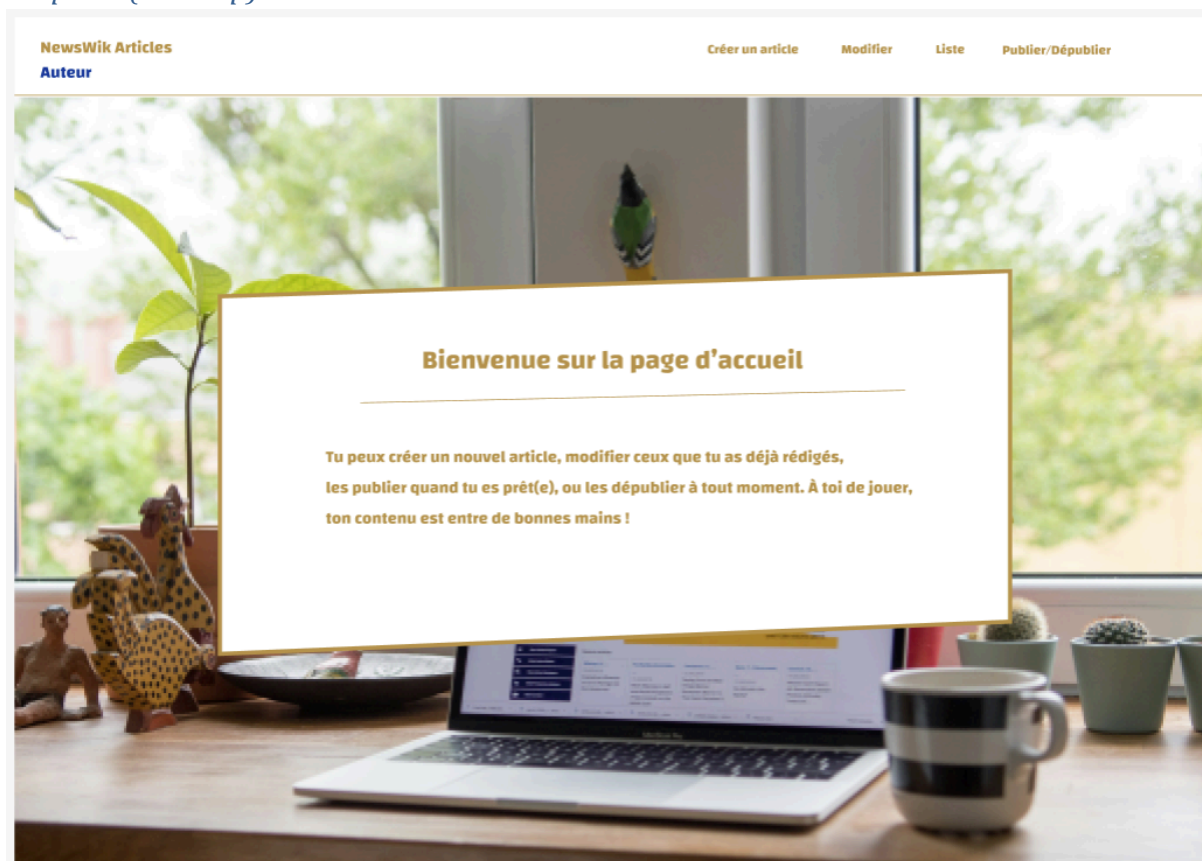 NewsWik Articles
Créer un article Modifier Liste Publier/Dépublier
Auteur
Bienvenue sur la page d’accueil
Tu peux créer un nouvel article, modifier ceux que tu as déjà rédigés,
les publier quand tu es prêt(e), ou les dépublier à tout moment. À toi de jouer,
ton contenu est entre de bonnes mains !